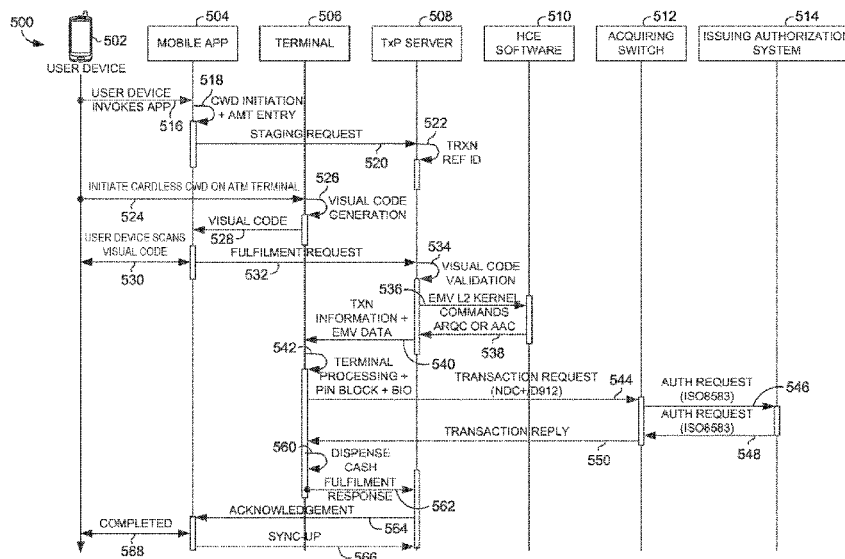 500
502
USER DEVICE
504
MOBILE APP
506
TERMINAL
508
TxP SERVER
510
HCE
SOFTWARE
512
ACQUIRING
SWITCH
514
ISSUING AUTHORIZATION
SYSTEM
USER DEVICE
INVOKES APP
516
518
CWD INITIATION
+ AMT ENTRY
STAGING REQUEST
520
522
TRXN
REF ID
INITIATE CARDLESS CWD ON ATM TERMINAL
524
526
VISUAL CODE
GENERATION
VISUAL CODE
528
USER DEVICE SCANS
VISUAL CODE
530
FULFILMENT REQUEST
532
534
VISUAL CODE
VALIDATION
536
EMV L2 KERNEL
COMMANDS
ARQC OR AAC
538
TXN
INFORMATION +
EMV DATA
540
542
TERMINAL
PROCESSING +
PIN BLOCK + BIO
TRANSACTION REQUEST
(NDC+/D912)
544
AUTH REQUEST
(ISO8583)
546
AUTH REQUEST
(ISO8583)
548
TRANSACTION REPLY
550
560
DISPENSE
CASH
FULFILMENT
RESPONSE
562
ACKNOWLEDGEMENT
564
COMPLETED
568
SYNC-UP
566